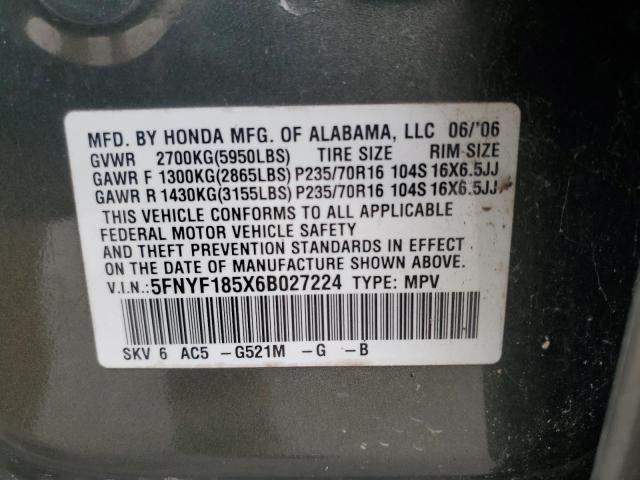 MFD. BY HONDA MFG. OF ALABAMA, LLC 06/'06
GVWR 2700KG(5950LBS) TIRE SIZE RIM SIZE
GAWR F 1300KG(2865LBS) P235/70R16 104S 16X6.5JJ
GAWR R 1430KG(3155LBS) P235/70R16 104S 16X6.5JJ
THIS VEHICLE CONFORMS TO ALL APPLICABLE
FEDERAL MOTOR VEHICLE SAFETY
AND THEFT PREVENTION STANDARDS IN EFFECT
ON THE DATE OF MANUFACTURE SHOWN ABOVE.
V.I.N.:5FNYF185X6B027224 TYPE: MPV
SKV 6 AC5 -G521M -G -B